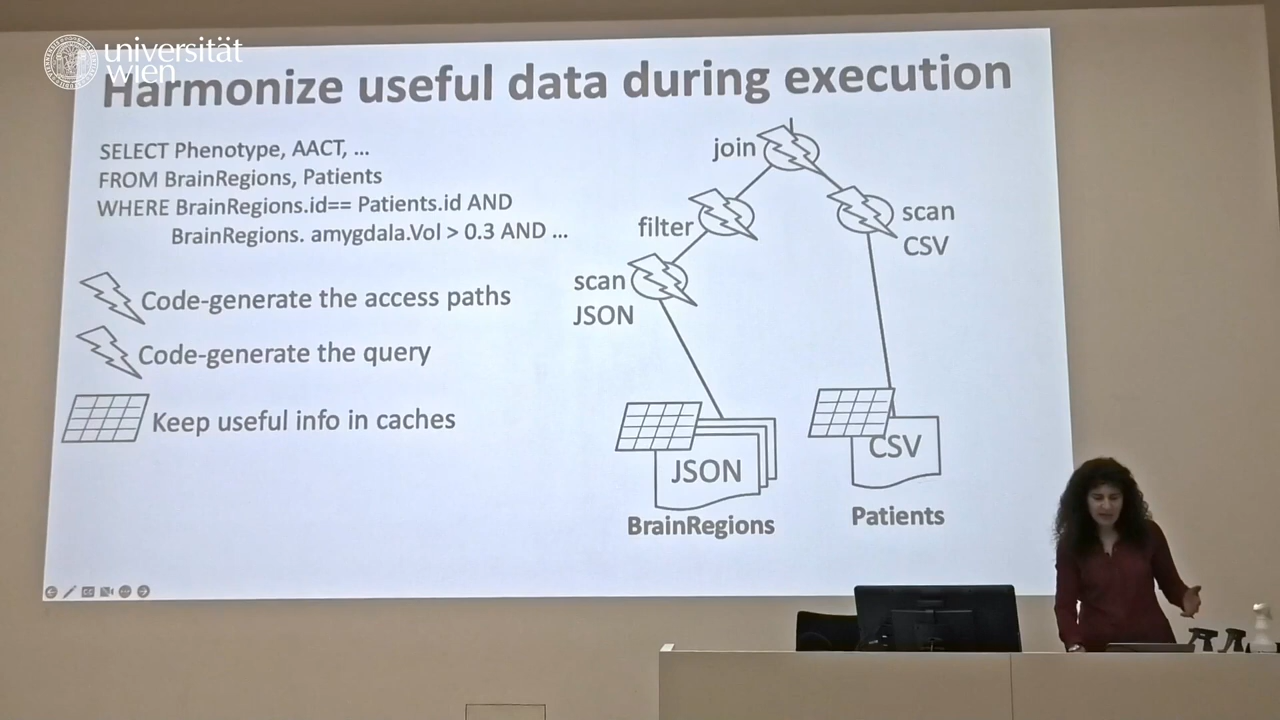 universität
wien
Harmonize useful data during execution
SELECT Phenotype, AACT, ...
FROM BrainRegions, Patients
WHERE BrainRegions.id== Patients.id AND
BrainRegions. amygdala.Vol > 0.3 AND ...
Code-generate the access paths
Code-generate the query
Keep useful info in caches
join
filter
scan
CSV
scan
JSON
JSON
CSV
BrainRegions
Patients